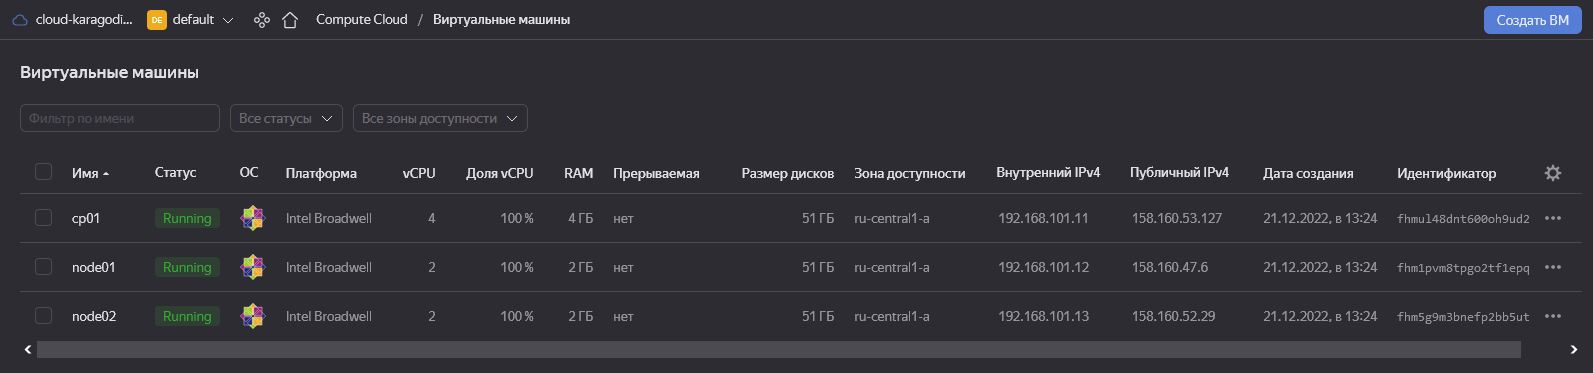 cloud-karagodi... DE default Compute Cloud / Виртуальные машины Создать ВМ
Виртуальные машины
Фильтр по имени Все статусы Все зоны доступности
Имя Статус ОС Платформа vCPU Доля vCPU RAM Прерываемая Размер дисков Зона доступности Внутренний IPv4 Публичный IPv4 Дата создания Идентификатор
cp01 Running Intel Broadwell 4 100 % 4 ГБ нет 51 ГБ ru-central1-a 192.168.101.11 158.160.53.127 21.12.2022, в 13:24 fhmul48dnt600oh9ud2
node01 Running Intel Broadwell 2 100 % 2 ГБ нет 51 ГБ ru-central1-a 192.168.101.12 158.160.47.6 21.12.2022, в 13:24 fhm1pvm8tpgo2tf1epq
node02 Running Intel Broadwell 2 100 % 2 ГБ нет 51 ГБ ru-central1-a 192.168.101.13 158.160.52.29 21.12.2022, в 13:24 fhm5g9m3bnefp2bb5ut